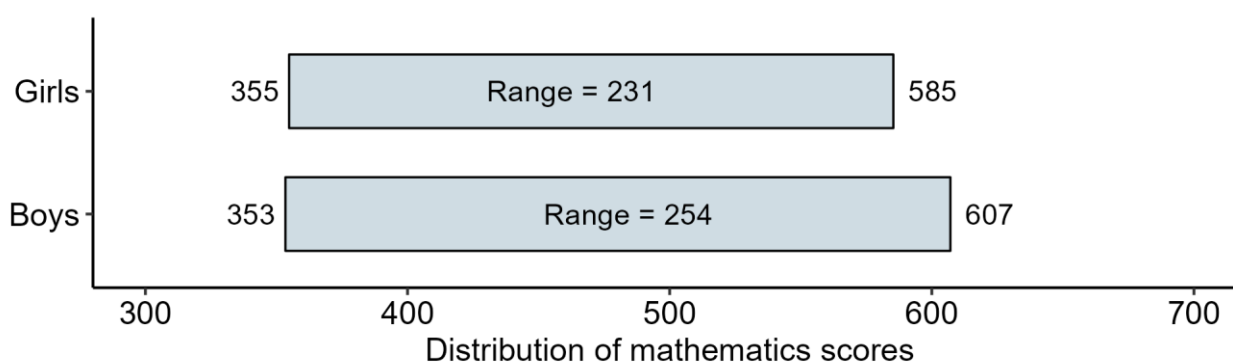 Girls 355 Range = 231 585
Boys 353 Range = 254 607
300 400 500 600 700
Distribution of mathematics scores